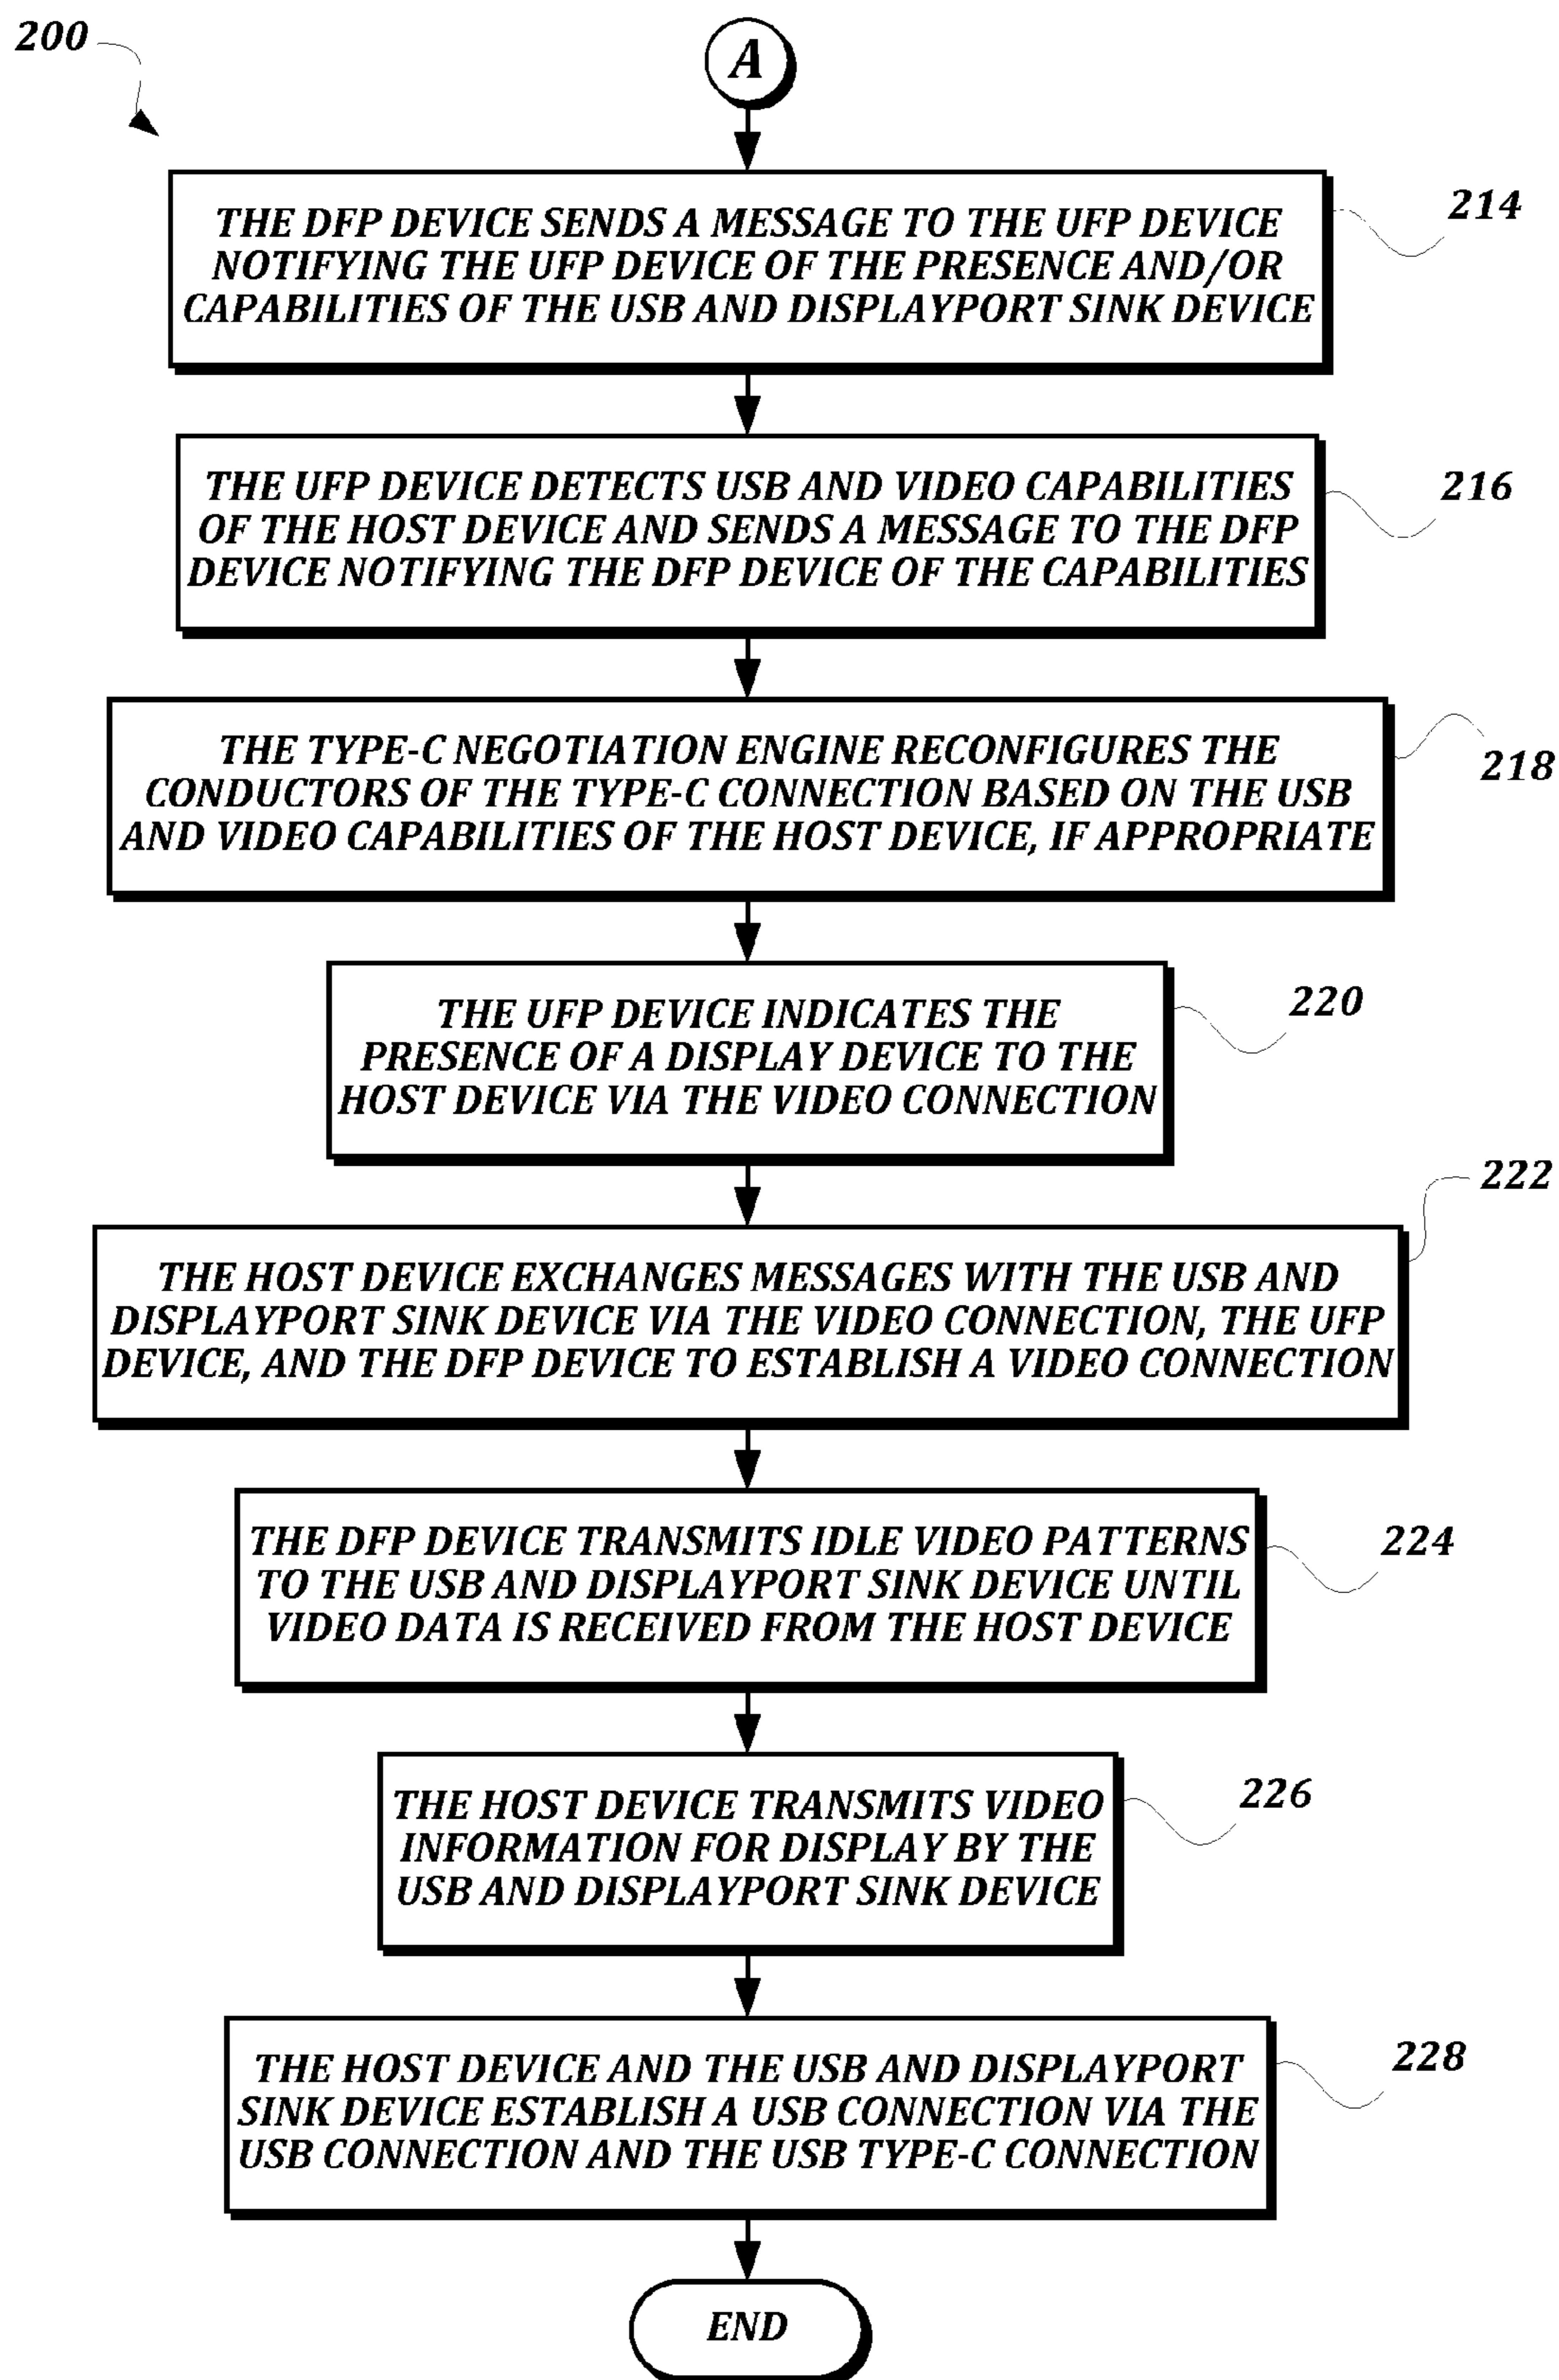 200
A
THE DFP DEVICE SENDS A MESSAGE TO THE UFP DEVICE
NOTIFYING THE UFP DEVICE OF THE PRESENCE AND/OR
CAPABILITIES OF THE USB AND DISPLAYPORT SINK DEVICE
214
THE UFP DEVICE DETECTS USB AND VIDEO CAPABILITIES
OF THE HOST DEVICE AND SENDS A MESSAGE TO THE DFP
DEVICE NOTIFYING THE DFP DEVICE OF THE CAPABILITIES
216
THE TYPE-C NEGOTIATION ENGINE RECONFIGURES THE
CONDUCTORS OF THE TYPE-C CONNECTION BASED ON THE USB
AND VIDEO CAPABILITIES OF THE HOST DEVICE, IF APPROPRIATE
218
THE UFP DEVICE INDICATES THE
PRESENCE OF A DISPLAY DEVICE TO THE
HOST DEVICE VIA THE VIDEO CONNECTION
220
THE HOST DEVICE EXCHANGES MESSAGES WITH THE USB AND
DISPLAYPORT SINK DEVICE VIA THE VIDEO CONNECTION, THE UFP
DEVICE, AND THE DFP DEVICE TO ESTABLISH A VIDEO CONNECTION
222
THE DFP DEVICE TRANSMITS IDLE VIDEO PATTERNS
TO THE USB AND DISPLAYPORT SINK DEVICE UNTIL
VIDEO DATA IS RECEIVED FROM THE HOST DEVICE
224
THE HOST DEVICE TRANSMITS VIDEO
INFORMATION FOR DISPLAY BY THE
USB AND DISPLAYPORT SINK DEVICE
226
THE HOST DEVICE AND THE USB AND DISPLAYPORT
SINK DEVICE ESTABLISH A USB CONNECTION VIA THE
USB CONNECTION AND THE USB TYPE-C CONNECTION
228
END